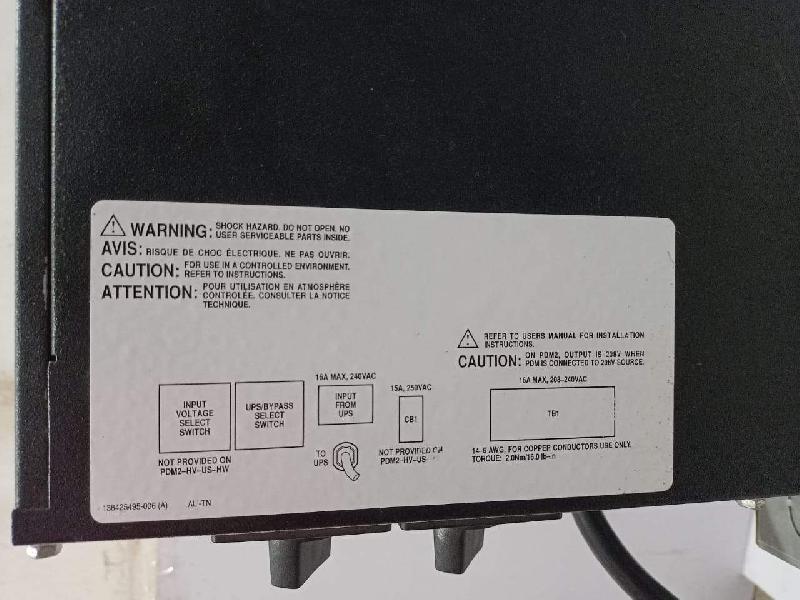 WARNING: SHOCK HAZARD. DO NOT OPEN. NO
USER SERVICEABLE PARTS INSIDE.
AVIS: RISQUE DE CHOC ÉLECTRIQUE. NE PAS OUVRIR.
CAUTION: FOR USE IN A CONTROLLED ENVIRONMENT.
REFER TO INSTRUCTIONS.
ATTENTION: POUR UTILISATION EN ATMOSPHÈRE
CONTROLÉE. CONSULTER LA NOTICE
TECHNIQUE.
REFER TO USERS MANUAL FOR INSTALLATION
INSTRUCTIONS.
CAUTION: ON PDM2, OUTPUT IS 208V WHEN
PDM IS CONNECTED TO 208V SOURCE.
INPUT
VOLTAGE
SELECT
SWITCH
NOT PROVIDED ON
PDM2-HV-US-HW
UPS/BYPASS
SELECT
SWITCH
16A MAX, 240VAC
INPUT
FROM
UPS
TO
UPS
15A, 250VAC
CB1
NOT PROVIDED ON
PDM2-HV-US-
16A MAX, 208-240VAC
TB1
14-6 AWG, FOR COPPER CONDUCTORS USE ONLY.
TORQUE: 2.0Nm/18.0
136425495-006 (A)